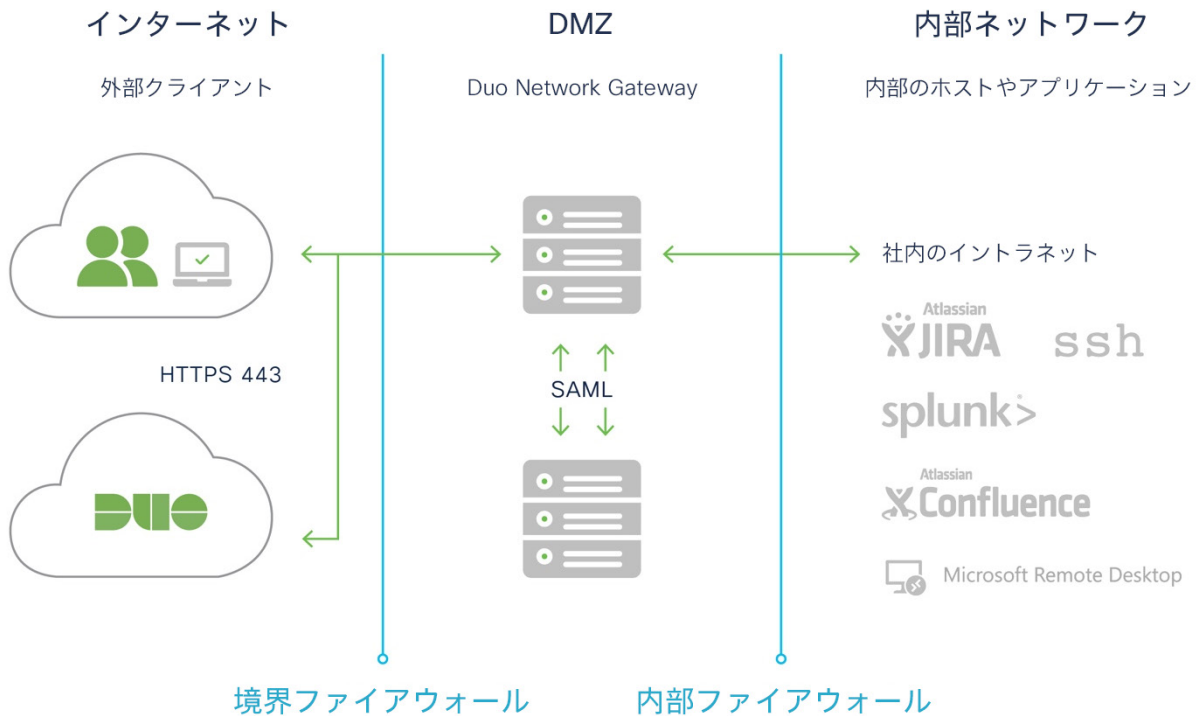 インターネット
DMZ
内部ネットワーク
外部クライアント
Duo Network Gateway
内部のホストやアプリケーション
社内のイントラネット
Atlassian
JIRA
ssh
HTTPS 443
SAML
splunk>
DUO
Atlassian
Confluence
Microsoft Remote Desktop
境界ファイアウォール
内部ファイアウォール